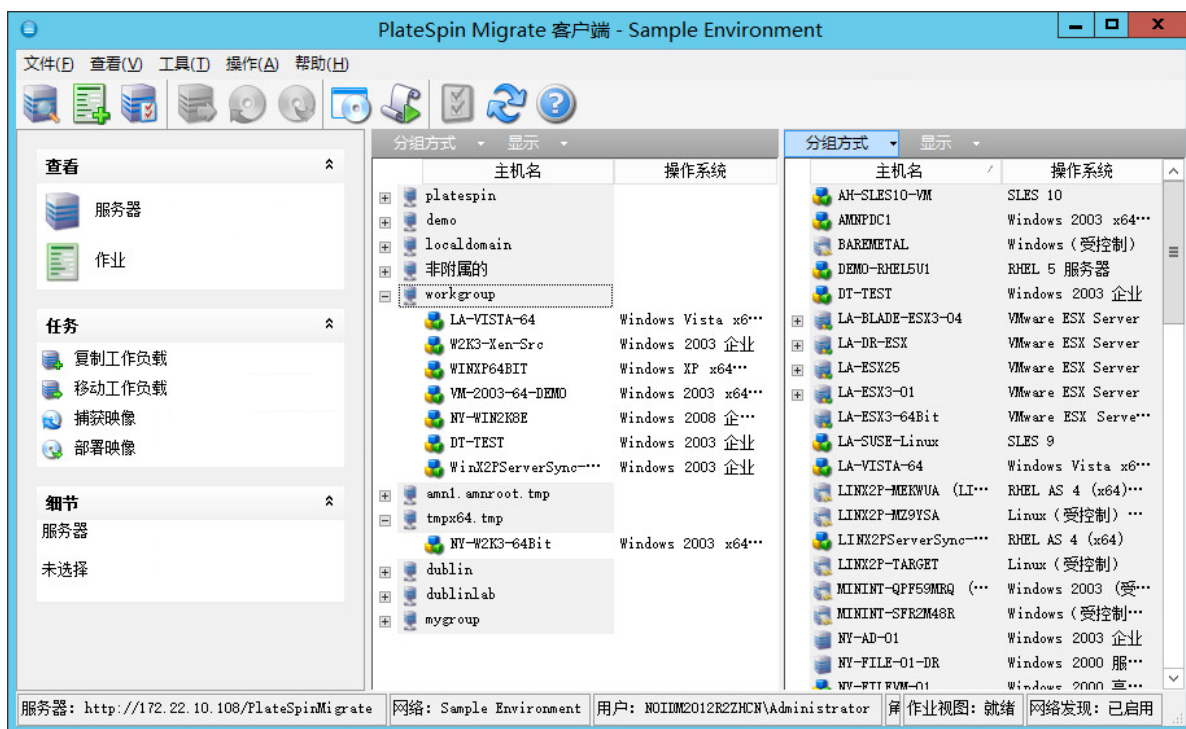 PlateSpin Migrate 客户端 - Sample Environment
文件(F) 查看(V) 工具(T) 操作(A) 帮助(H)
查看
服务器
作业
任务
复制工作负载
移动工作负载
捕获映像
部署映像
细节
服务器
未选择
分组方式 显示
主机名 操作系统
platespin
demo
localdomain
非附属的
workgroup
LA-VISTA-64 Windows Vista x6···
W2K3-Xen-Src Windows 2003 企业
WINXP64BIT Windows XP x64···
VM-2003-64-DEMO Windows 2003 x64···
NY-WIN2K8E Windows 2008 企···
DT-TEST Windows 2003 企业
WinX2PServerSync-··· Windows 2003 企业
amn1.amnroot.tmp
tmpx64.tmp
NY-W2K3-64Bit Windows 2003 x64···
dublin
dublinlab
mygroup
分组方式 显示
主机名 操作系统
AH-SLES10-VM SLES 10
AMNPDC1 Windows 2003 x64···
BAREMETAL Windows (受控制)
DEMO-RHEL5U1 RHEL 5 服务器
DT-TEST Windows 2003 企业
LA-BLADE-ESX3-04 VMware ESX Server
LA-DR-ESX VMware ESX Server
LA-ESX25 VMware ESX Server
LA-ESX3-01 VMware ESX Server
LA-ESX3-64Bit VMware ESX Serve···
LA-SUSE-Linux SLES 9
LA-VISTA-64 Windows Vista x6···
LINX2P-MEKWUA (LI··· RHEL AS 4 (x64)···
LINX2P-MZ9YSA Linux (受控制) ···
LINX2PServerSync-··· RHEL AS 4 (x64)
LINX2P-TARGET Linux (受控制)
MININT-QPF59MRQ (··· Windows 2003 (受···
MININT-SFR2M48R Windows (受控制···
NY-AD-01 Windows 2003 企业
NY-FILE-01-DR Windows 2000 服···
NY-FILEVM-01 Windows 2000 高···
服务器: http://172.22.10.108/PlateSpinMigrate 网络: Sample Environment 用户: NOIDM2012R2ZHCN\Administrator 作业视图: 就绪 网络发现: 已启用